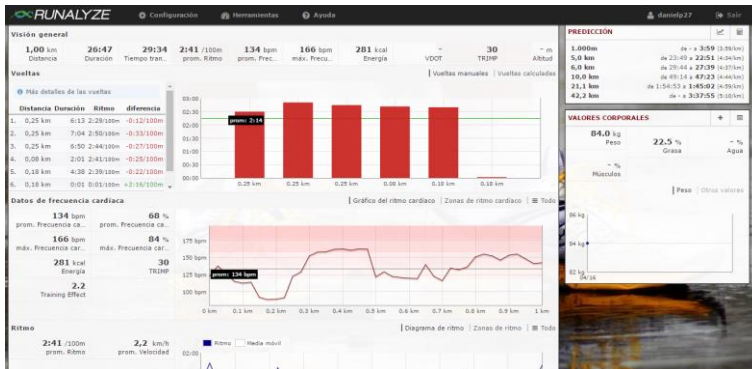 RUNALYZE Configuración Herramientas Ayuda danielp27 Salir
Visión general
1,00 km 26:47 29:34 2:41 /100m 134 bpm 166 bpm 281 kcal - 30 - m
Distancia Duración Tiempo tran... prom. Ritmo prom. Frec... máx. Frecu... Energía VDOT TRIMP Altitud
Vueltas
Vueltas manuales Vueltas calculadas
Más detalles de las vueltas
Distancia Duración Ritmo diferencia
1. 0,25 km 6:13 2:29/100m -0:12/100m
2. 0,25 km 7:04 2:50/100m -0:33/100m
3. 0,25 km 6:50 2:44/100m -0:27/100m
4. 0,08 km 2:01 2:41/100m -0:25/100m
5. 0,18 km 4:38 2:39/100m -0:22/100m
6. 0,18 km 0:01 0:01/100m +2:16/100m
03:00
02:30
prom: 2:14
02:00
01:30
01:00
00:30
00:00
0.25 km 0.25 km 0.25 km 0.08 km 0.18 km 0.18 km
Datos de frecuencia cardiaca
Gráfico del ritmo cardíaco Zonas de ritmo cardíaco Todo
134 bpm 68 %
prom. Frecuencia ca... prom. Frecuencia ca...
166 bpm 84 %
máx. Frecuencia car... máx. Frecuencia car...
281 kcal 30
Energía TRIMP
2.2
Training Effect
175 bpm
150 bpm
prom: 134 bpm
125 bpm
100 bpm
0 km 0.1 km 0.2 km 0.3 km 0.4 km 0.5 km 0.6 km 0.7 km 0.8 km 0.9 km 1 km
Ritmo
Diagrama de ritmo Zonas de ritmo Todo
2:41 /100m 2,2 km/h
prom. Ritmo prom. Velocidad
Ritmo Media móvil
02:00
PREDICCIÓN
1.000m de - a 3:59 (3:59/km)
5,0 km de 23:49 a 22:51 (4:34/km)
6,0 km de 29:44 a 27:39 (4:37/km)
10,0 km de 49:14 a 47:23 (4:44/km)
21,1 km de 1:54:53 a 1:45:02 (4:59/km)
42,2 km de - a 3:37:55 (5:10/km)
VALORES CORPORALES
84.0 kg 22.5 % - %
Peso Grasa Agua
- %
Músculos
Peso Otros valores
86 kg
84 kg
82 kg
04/16